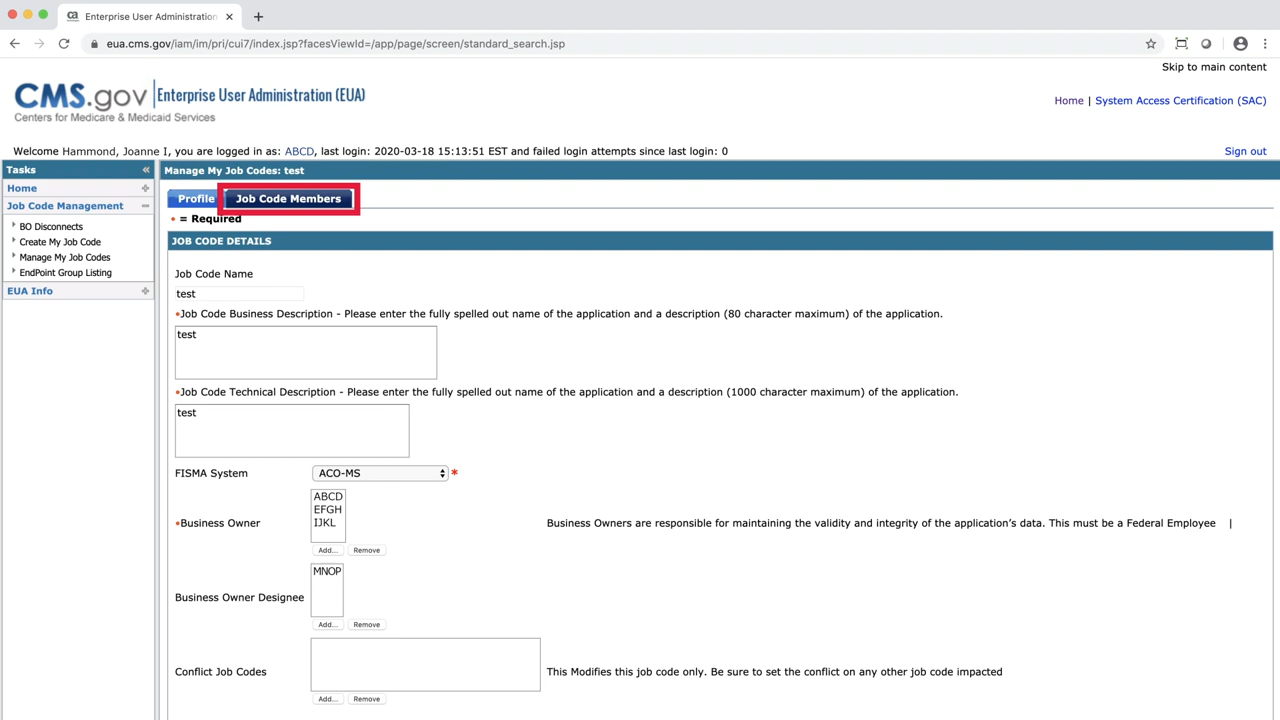 Enterprise User Administration
eua.cms.gov/iam/im/pri/cui7/index.jsp?facesViewId=/app/page/screen/standard_search.jsp
Skip to main content
CMS.gov Enterprise User Administration (EUA)
Centers for Medicare & Medicaid Services
Home | System Access Certification (SAC)
Welcome Hammond, Joanne I, you are logged in as: ABCD, last login: 2020-03-18 15:13:51 EST and failed login attempts since last login: 0
Sign out
Tasks
Home
Job Code Management
BO Disconnects
Create My Job Code
Manage My Job Codes
EndPoint Group Listing
EUA Info
Manage My Job Codes: test
Profile
Job Code Members
• = Required
JOB CODE DETAILS
Job Code Name
test
•Job Code Business Description - Please enter the fully spelled out name of the application and a description (80 character maximum) of the application.
test
•Job Code Technical Description - Please enter the fully spelled out name of the application and a description (1000 character maximum) of the application.
test
FISMA System
ACO-MS
*
•Business Owner
ABCD
EFGH
IJKL
Business Owners are responsible for maintaining the validity and integrity of the application's data. This must be a Federal Employee |
Add... Remove
Business Owner Designee
MNOP
Add... Remove
Conflict Job Codes
This Modifies this job code only. Be sure to set the conflict on any other job code impacted
Add... Remove